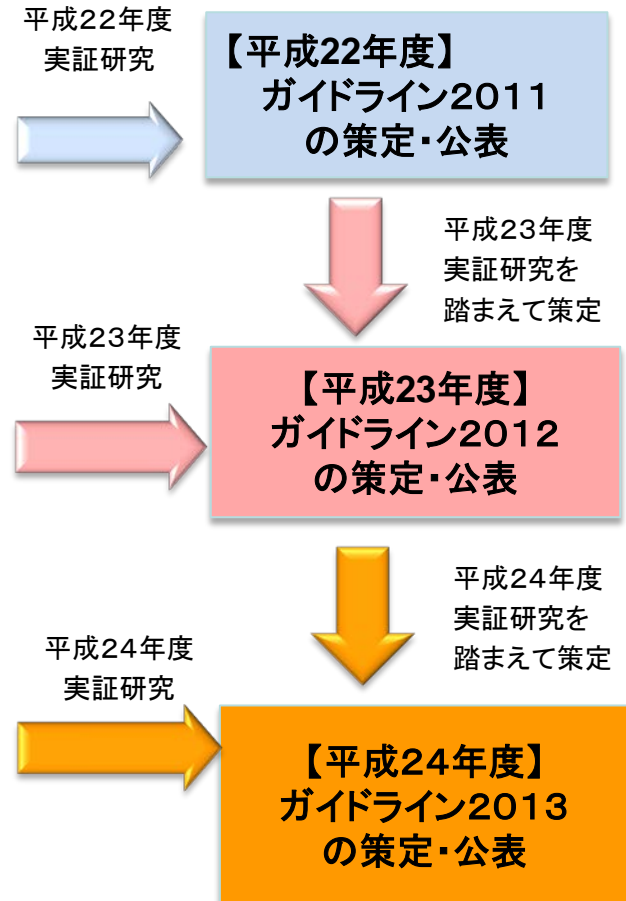 平成22年度
実証研究
【平成22年度】
ガイドライン2011
の策定・公表
平成23年度
実証研究を
踏まえて策定
平成23年度
実証研究
【平成23年度】
ガイドライン2012
の策定・公表
平成24年度
実証研究を
踏まえて策定
平成24年度
実証研究
【平成24年度】
ガイドライン2013
の策定・公表